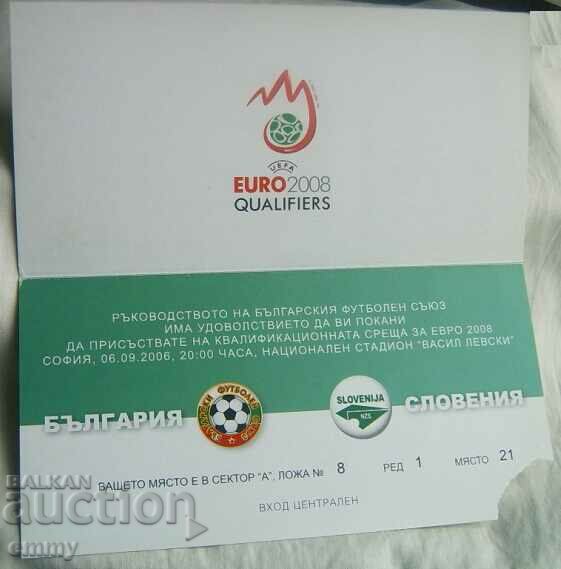 UEFA
EURO2008
QUALIFIERS
РЪКОВОДСТВОТО НА БЪЛГАРСКИЯ ФУТБОЛЕН СЪЮЗ
ИМА УДОВОЛСТВИЕТО ДА ВИ ПОКАНИ
ДА ПРИСЪСТВАТЕ НА КВАЛИФИКАЦИОННАТА СРЕЩА ЗА ЕВРО 2008
СОФИЯ, 06.09.2006, 20:00 ЧАСА, НАЦИОНАЛЕН СТАДИОН "ВАСИЛ ЛЕВСКИ"
БЪЛГАРИЯ
SLOVENIJA
NZS
СЛОВЕНИЯ
ВАШЕТО МЯСТО Е В СЕКТОР "А", ЛОЖА № 8 РЕД 1 МЯСТО 21
ВХОД ЦЕНТРАЛЕН
БАЛКАН
auction
emmy